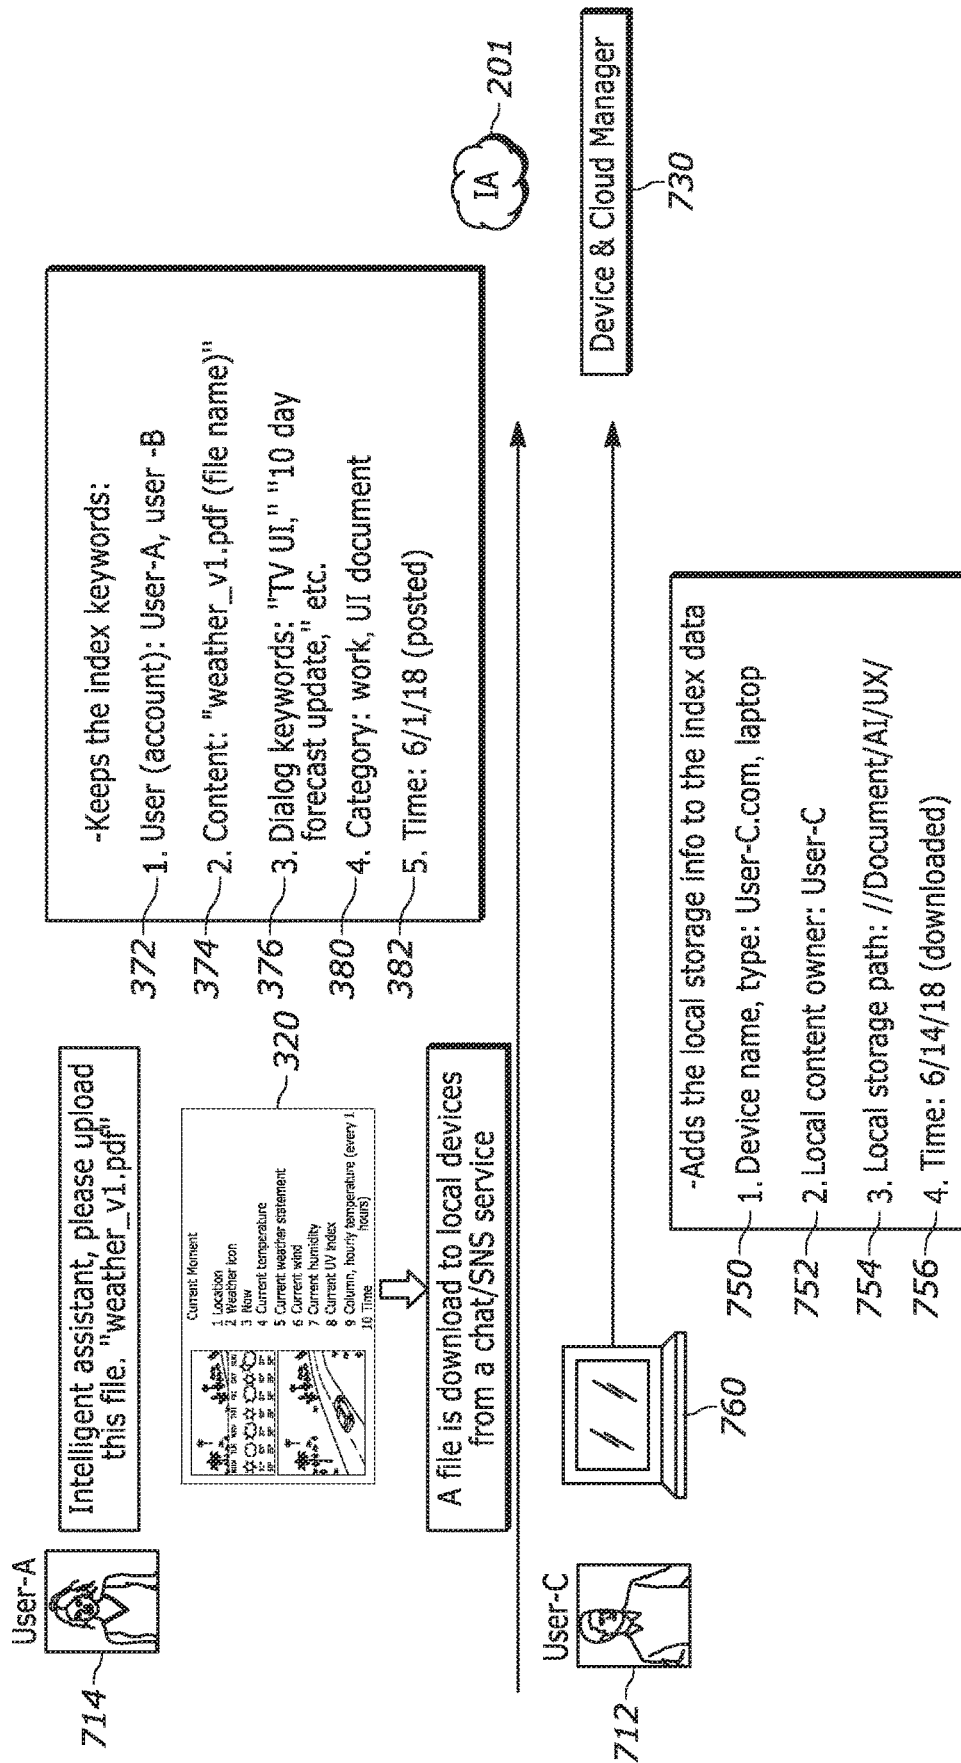 User-A
714
Intelligent assistant, please upload
this file. "weather_v1.pdf"
Current Moment
1 Location
2 Weather icon
3 Now
4 Current temperature
5 Current weather statement
6 Current wind
7 Current humidity
8 Current UV Index
9 Column, hourly temperature (every 1
hours)
10 Time
320
A file is download to local devices
from a chat/SNS service
-Keeps the index keywords:
372
1. User (account): User-A, user -B
374
2. Content: "weather_v1.pdf (file name)"
376
3. Dialog keywords: "TV UI," "10 day
forecast update," etc.
380
4. Category: work, UI document
382
5. Time: 6/1/18 (posted)
IA
201
User-C
712
760
Device & Cloud Manager
730
-Adds the local storage info to the index data
750
1. Device name, type: User-C.com, laptop
752
2. Local content owner: User-C
754
3. Local storage path: //Document/AI/UX/
756
4. Time: 6/14/18 (downloaded)